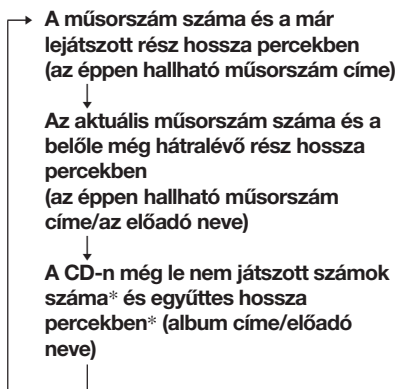 A műsorszám száma és a már
lejátszott rész hossza percekben
(az éppen hallható műsorszám címe)
Az aktuális műsorszám száma és a
belőle még hátralévő rész hossza
percekben
(az éppen hallható műsorszám
címe/az előadó neve)
A CD-n még le nem játszott számok
száma* és együttes hossza
percekben* (album címe/előadó
neve)